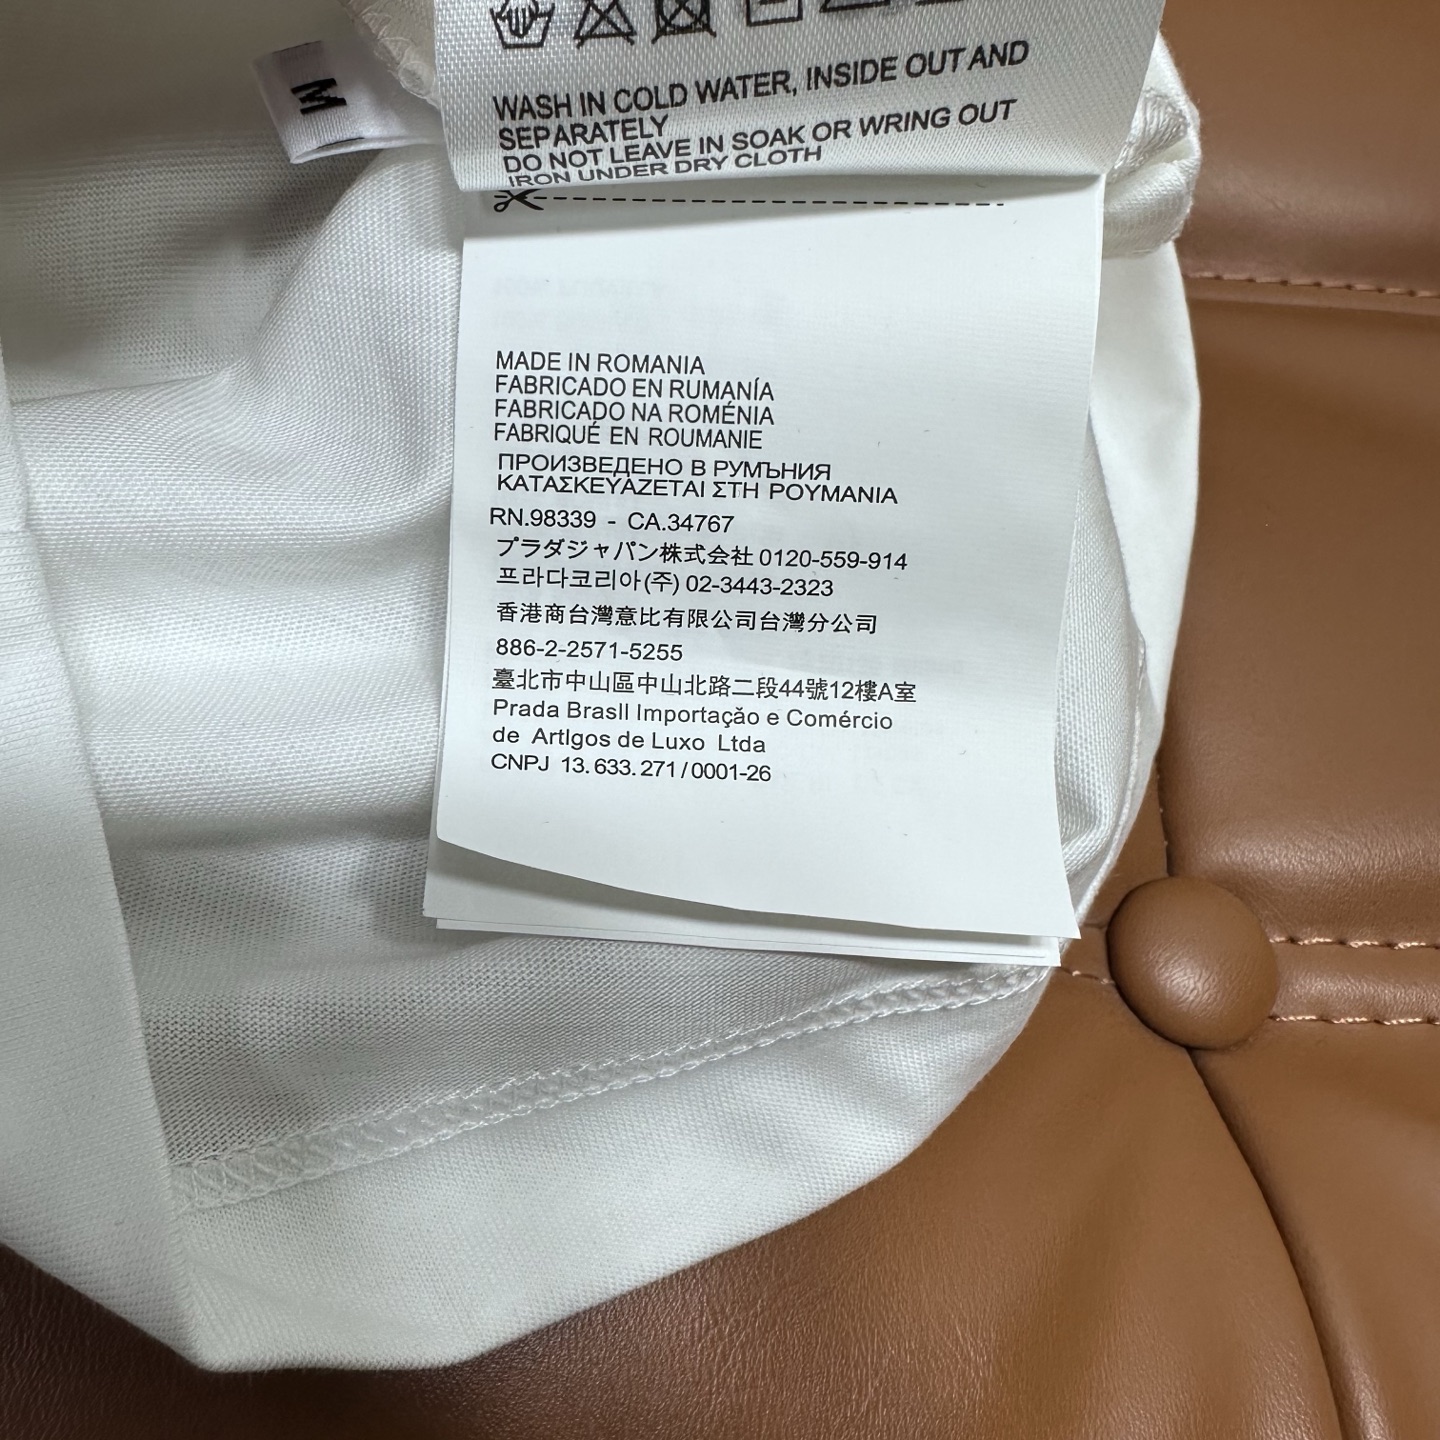 M
WASH IN COLD WATER, INSIDE OUT AND
SEPARATELY
DO NOT LEAVE IN SOAK OR WRING OUT
IRON UNDER DRY CLOTH
MADE IN ROMANIA
FABRICADO EN RUMANÍA
FABRICADO NA ROMÉNIA
FABRIQUÉ EN ROUMANIE
ПРОИЗВЕДЕНО В РУМЪНИЯ
ΚΑΤΑΣΚΕΥΑΖΕΤΑΙ ΣΤΗ ΡΟΥΜΑΝΙΑ
RN.98339 - CA.34767
プラダジャパン株式会社 0120-559-914
프라다코리아(주) 02-3443-2323
香港商台灣意比有限公司台灣分公司
886-2-2571-5255
臺北市中山區中山北路二段44號12樓A室
Prada Brasll Importação e Comércio
de Artlgos de Luxo Ltda
CNPJ 13.633.271/0001-26